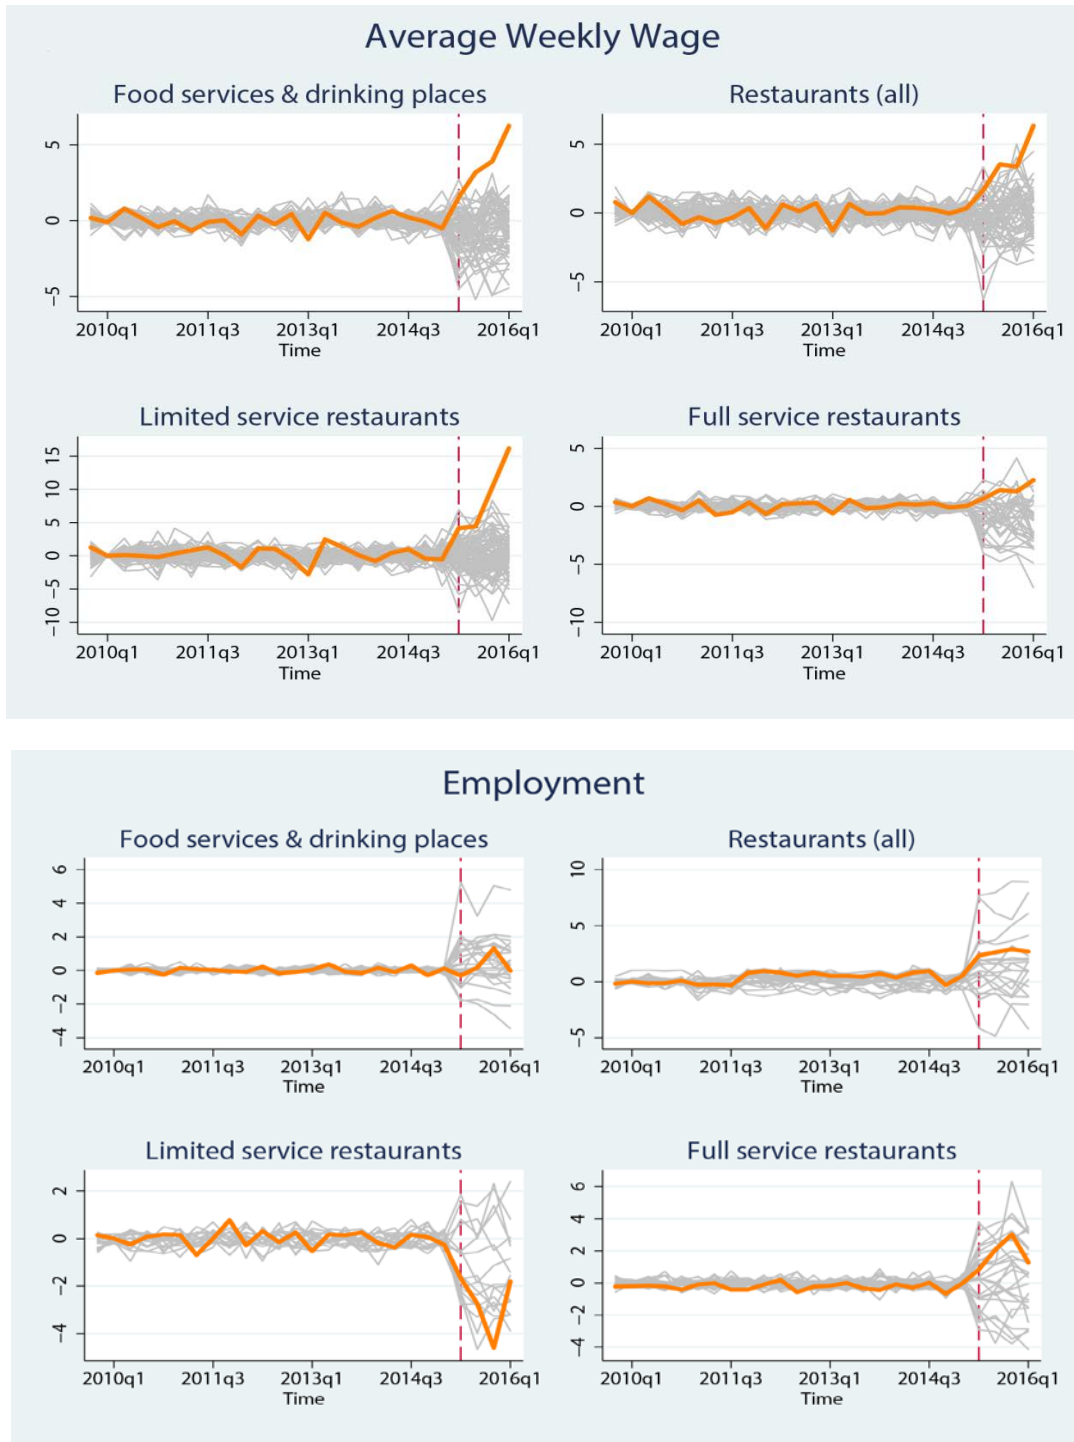 Average Weekly Wage
Food services & drinking places
5
0
−5
2010q1 2011q3 2013q1 2014q3 2016q1
Time
Restaurants (all)
5
0
−5
2010q1 2011q3 2013q1 2014q3 2016q1
Time
Limited service restaurants
15
10
5
0
−5
−10
2010q1 2011q3 2013q1 2014q3 2016q1
Time
Full service restaurants
5
0
−5
−10
2010q1 2011q3 2013q1 2014q3 2016q1
Time
Employment
Food services & drinking places
6
4
2
0
−2
−4
2010q1 2011q3 2013q1 2014q3 2016q1
Time
Restaurants (all)
10
5
0
−5
2010q1 2011q3 2013q1 2014q3 2016q1
Time
Limited service restaurants
2
0
−2
−4
2010q1 2011q3 2013q1 2014q3 2016q1
Time
Full service restaurants
6
4
2
0
−2
−4
2010q1 2011q3 2013q1 2014q3 2016q1
Time